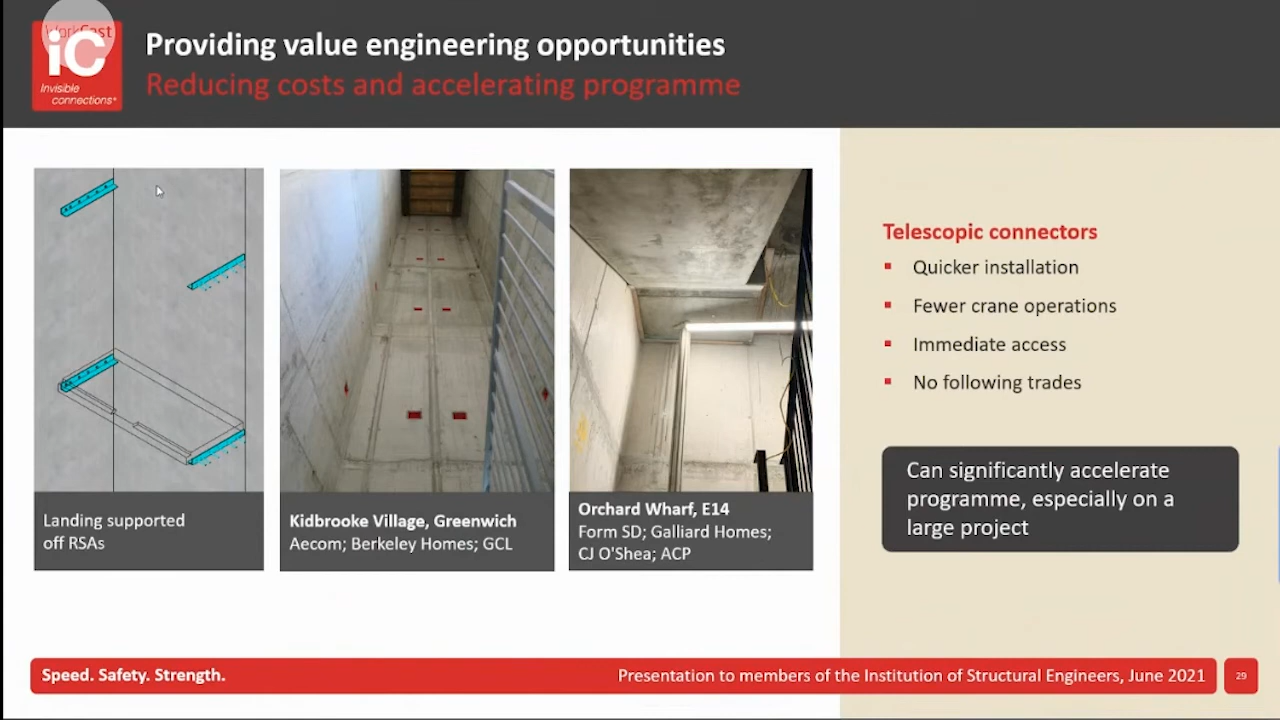 WorkCast
iC
Invisible
connections®
Providing value engineering opportunities
Reducing costs and accelerating programme
Landing supported
off RSAs
Kidbrooke Village, Greenwich
Aecom; Berkeley Homes; GCL
Orchard Wharf, E14
Form SD; Galliard Homes;
CJ O'Shea; ACP
Telescopic connectors
Quicker installation
Fewer crane operations
Immediate access
No following trades
Can significantly accelerate
programme, especially on a
large project
Speed. Safety. Strength.
Presentation to members of the Institution of Structural Engineers, June 2021
29